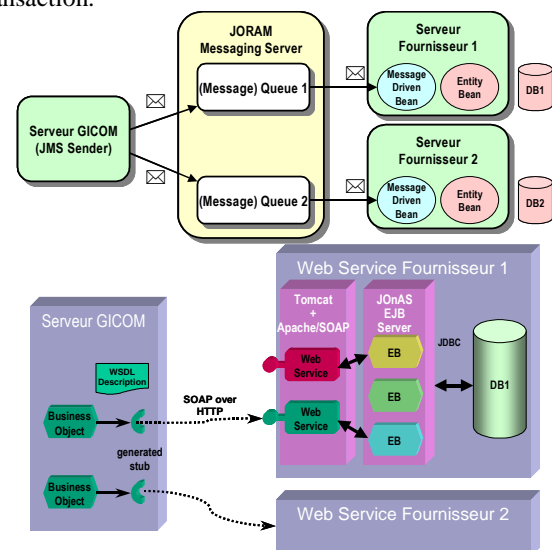 nsaction.
JORAM
Messaging Server
(Message) Queue 1
(Message) Queue 2
Serveur GICOM
(JMS Sender)
Serveur
Fournisseur 1
Message
Driven
Bean
Entity
Bean
DB1
Serveur
Fournisseur 2
Message
Driven
Bean
Entity
Bean
DB2
Serveur GICOM
WSDL
Description
Business
Object
generated
stub
Business
Object
SOAP over
HTTP
Web Service Fournisseur 1
Tomcat
+
Apache/SOAP
Web
Service
Web
Service
JOnAS
EJB
Server
EB
EB
EB
JDBC
DB1
Web Service Fournisseur 2